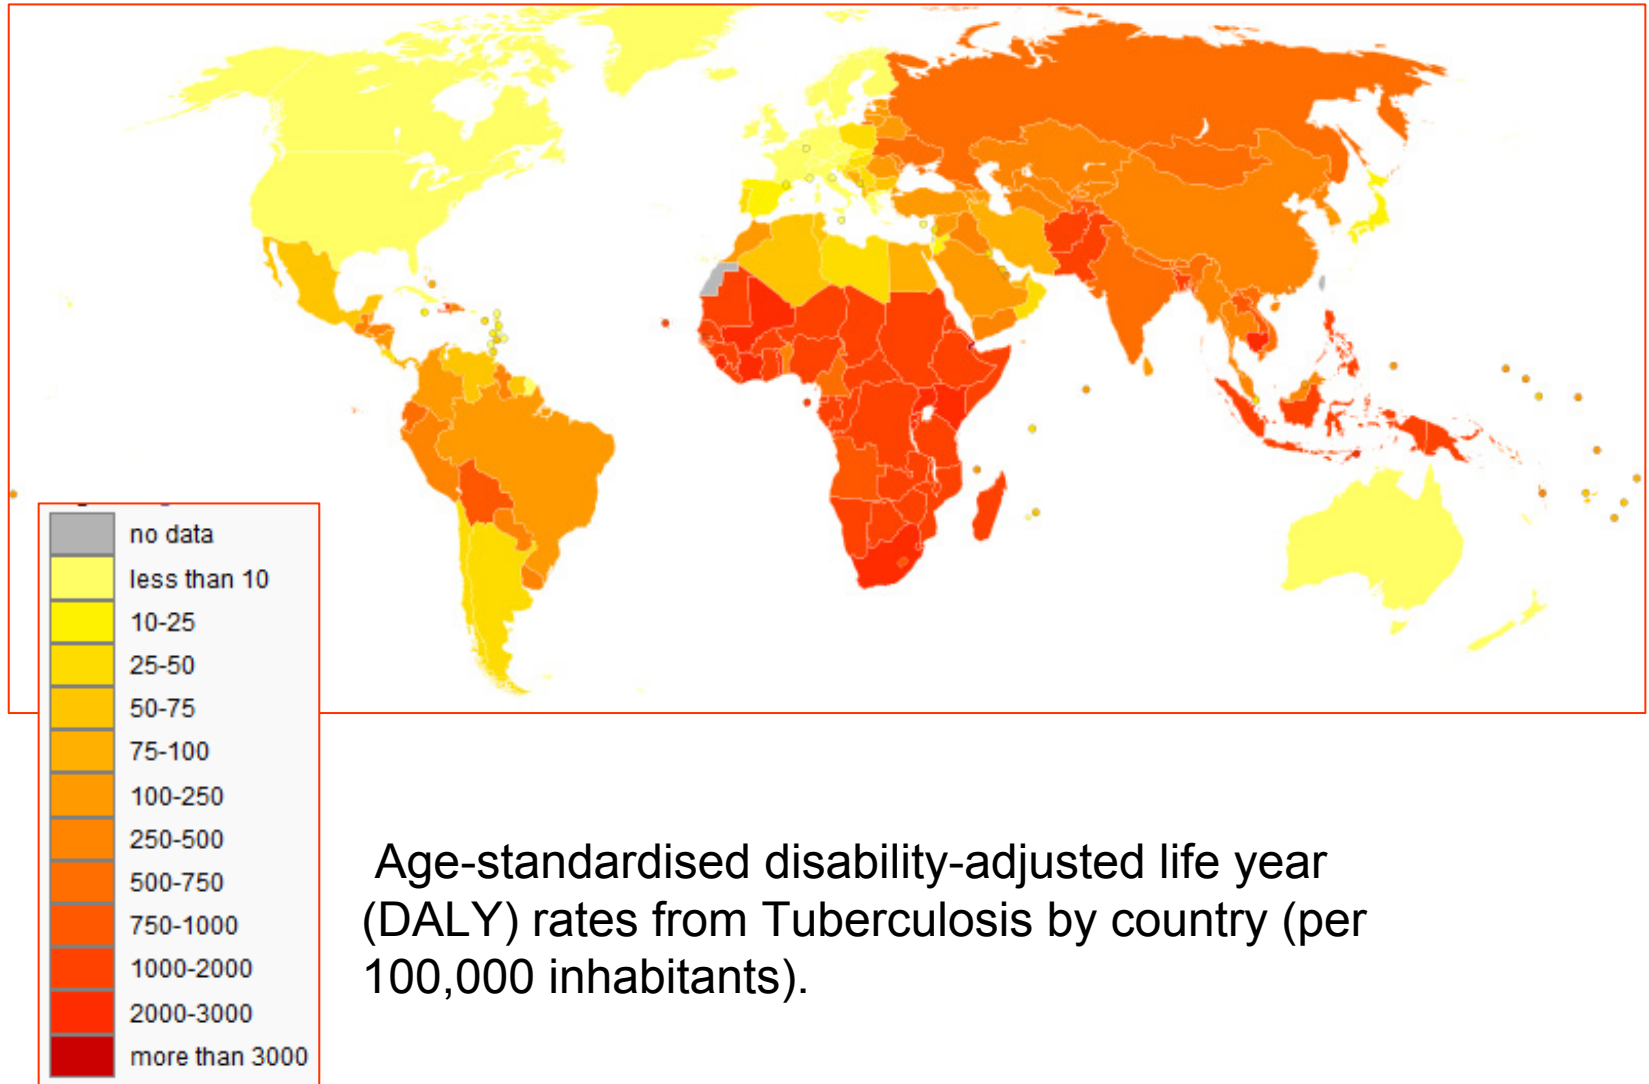 no data
less than 10
10-25
25-50
50-75
75-100
100-250
250-500
500-750
750-1000
1000-2000
2000-3000
more than 3000
Age-standardised disability-adjusted life year
(DALY) rates from Tuberculosis by country (per
100,000 inhabitants).